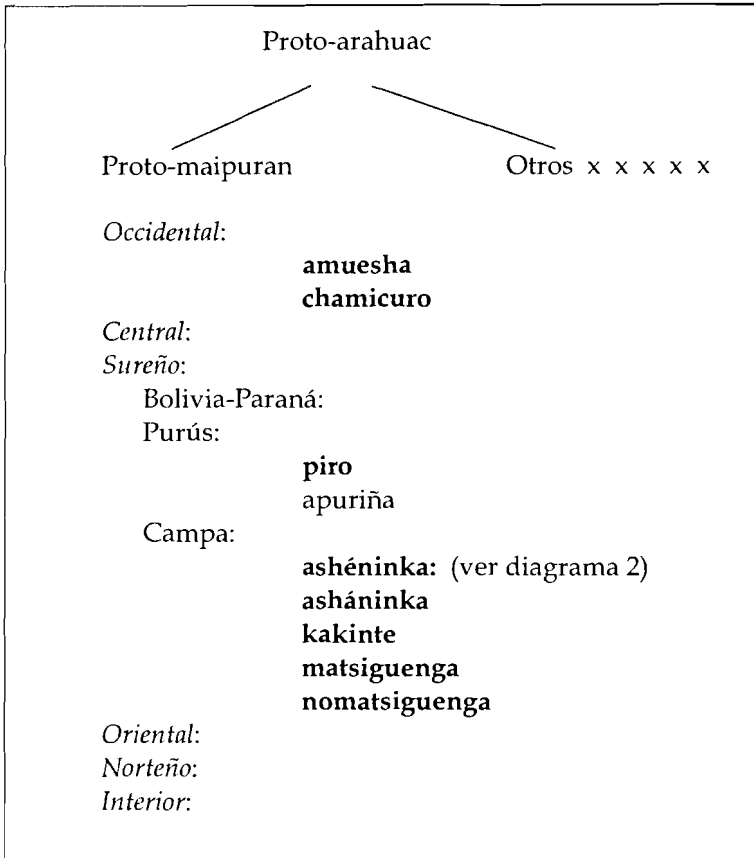 Proto-arahuac
Proto-maipuran Otros x x x x x
Occidental:
amuesha
chamicuro
Central:
Sureño:
Bolivia-Paraná:
Purús:
piro
apuriña
Campa:
ashéninka: (ver diagrama 2)
asháninka
kakinte
matsiguenga
nomatsiguenga
Oriental:
Norteño:
Interior: